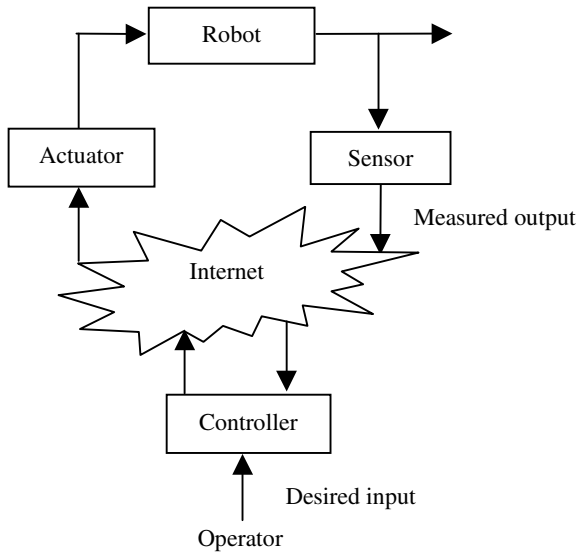 Robot
Actuator
Sensor
Measured output
Internet
Controller
Desired input
Operator